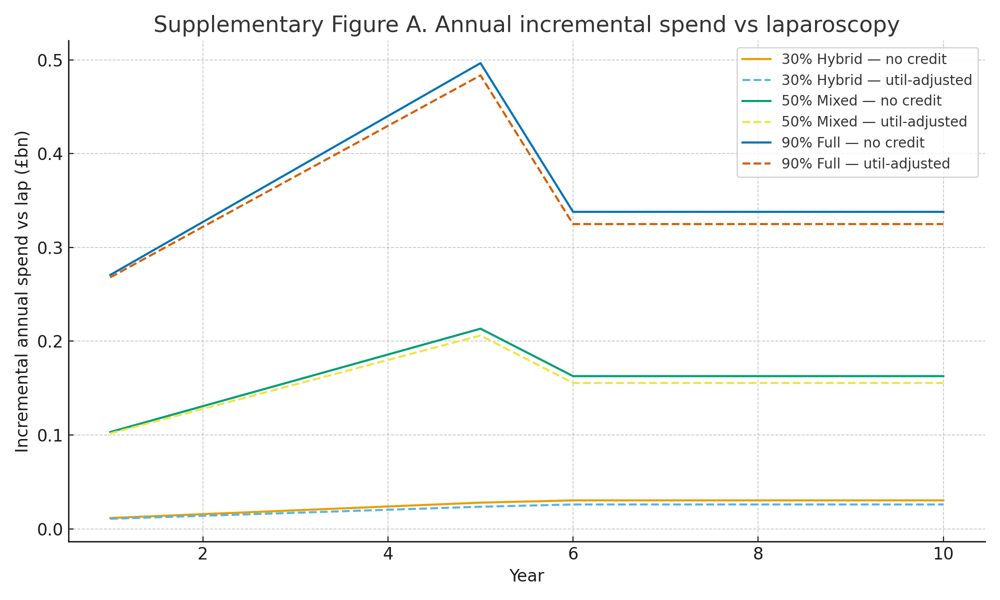 Supplementary Figure A. Annual incremental spend vs laparoscopy
Incremental annual spend vs lap (£bn)
0.5
0.4
0.3
0.2
0.1
0.0
30% Hybrid — no credit
30% Hybrid — util-adjusted
50% Mixed — no credit
50% Mixed — util-adjusted
90% Full — no credit
90% Full — util-adjusted
2 4 6 8 10
Year